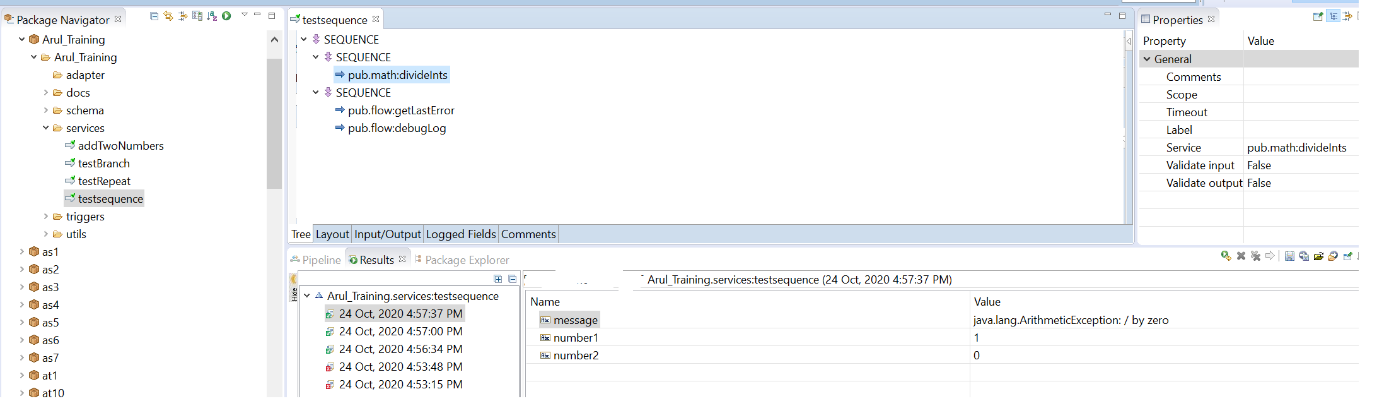 Package Navigator
Arul_Training
Arul_Training
adapter
docs
schema
services
addTwoNumbers
testBranch
testRepeat
testsequence
triggers
utils
as1
as2
as3
as4
as5
as6
as7
at1
at10
testsequence
SEQUENCE
SEQUENCE
pub.math:divideInts
SEQUENCE
pub.flow:getLastError
pub.flow:debugLog
Tree Layout Input/Output Logged Fields Comments
Properties
Property Value
General
Comments
Scope
Timeout
Label
Service pub.math:divideInts
Validate input False
Validate output False
Pipeline Results Package Explorer
Hide
Arul_Training.services:testsequence
24 Oct, 2020 4:57:37 PM
24 Oct, 2020 4:57:00 PM
24 Oct, 2020 4:56:34 PM
24 Oct, 2020 4:53:48 PM
24 Oct, 2020 4:53:15 PM
Arul_Training.services:testsequence (24 Oct, 2020 4:57:37 PM)
Name Value
message java.lang.ArithmeticException: / by zero
number1 1
number2 0